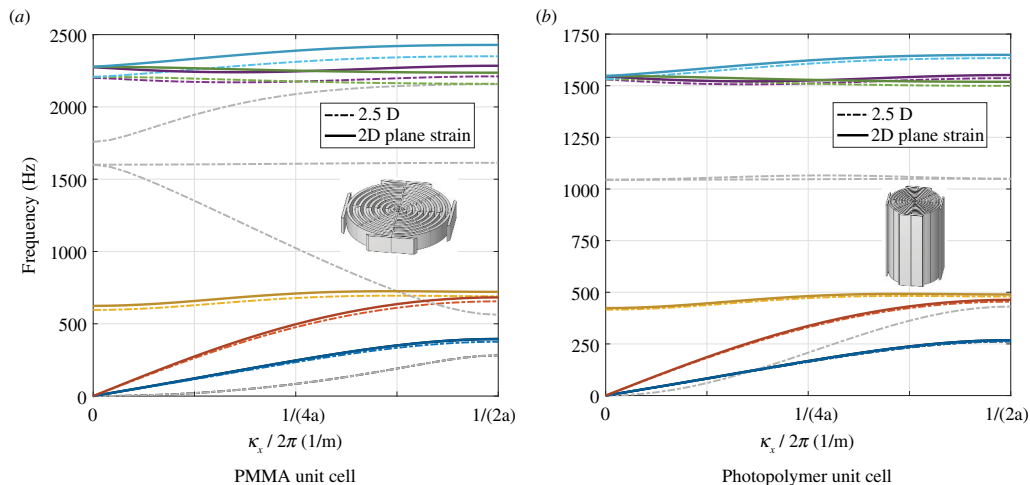 (a)
2500
2000
1500
1000
500
0
Frequency (Hz)
2.5 D
2D plane strain
0
1/(4a)
1/(2a)
κx / 2π (1/m)
PMMA unit cell
(b)
1750
1500
1250
1000
750
500
250
0
2.5 D
2D plane strain
0
1/(4a)
1/(2a)
κx / 2π (1/m)
Photopolymer unit cell